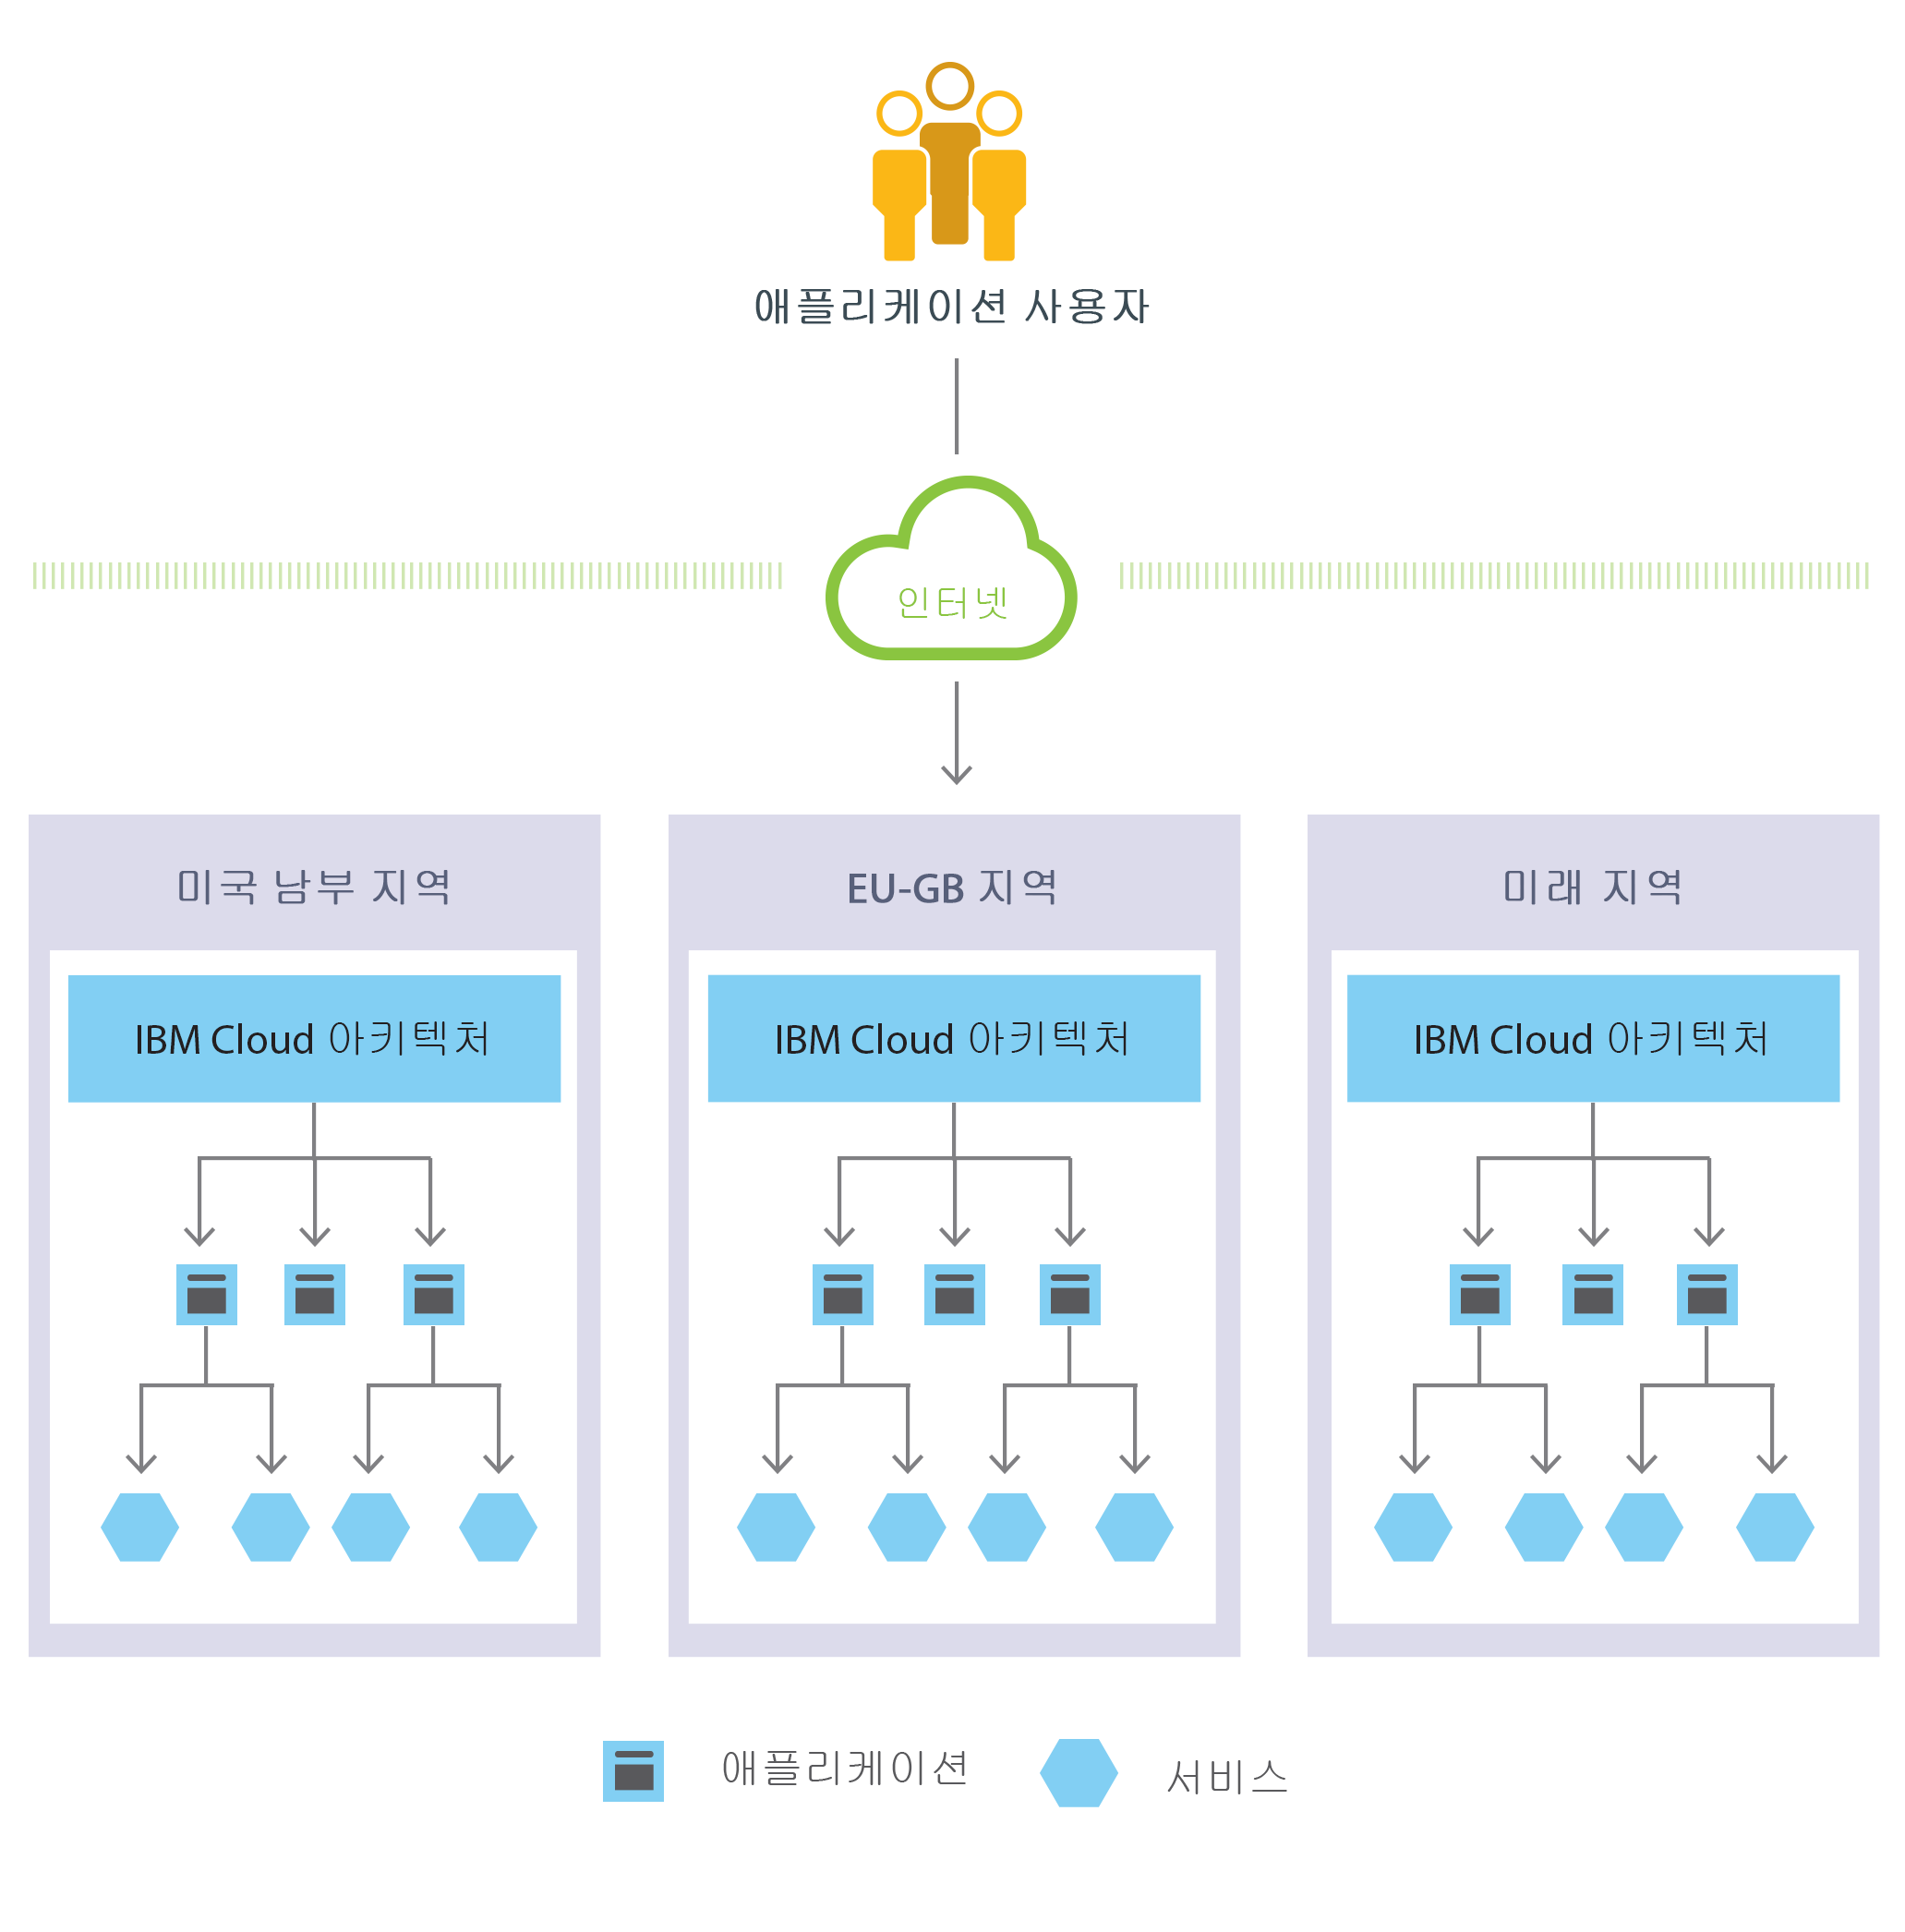 애플리케이션 사용자
인터넷
미국 남부 지역
EU-GB 지역
미래 지역
IBM Cloud 아키텍처
IBM Cloud 아키텍처
IBM Cloud 아키텍처
애플리케이션
서비스